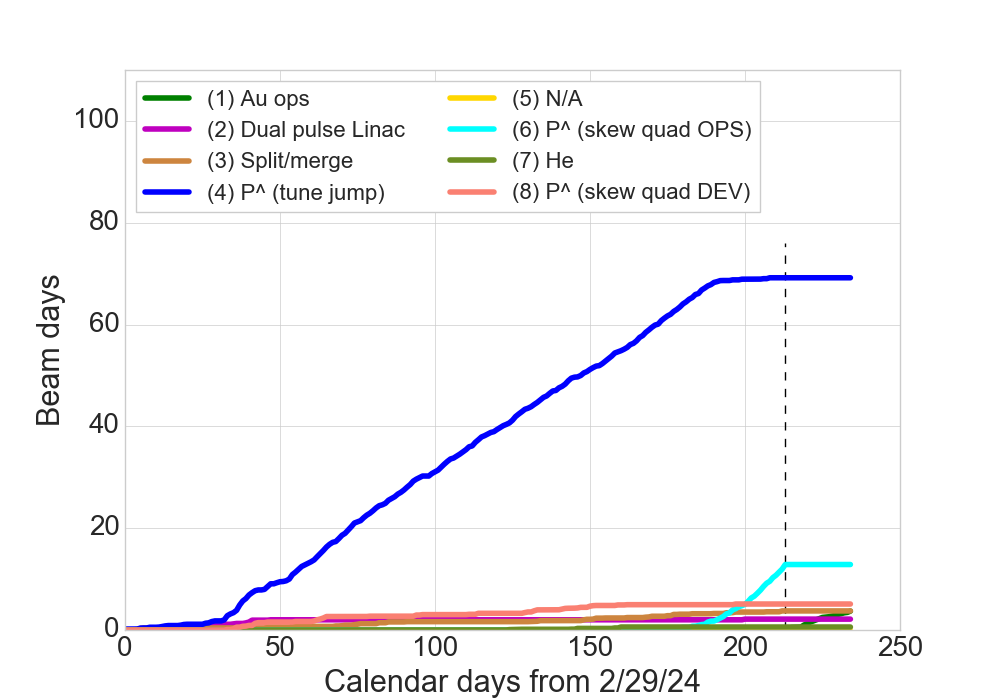 (1) Au ops
(2) Dual pulse Linac
(3) Split/merge
(4) P^ (tune jump)
(5) N/A
(6) P^ (skew quad OPS)
(7) He
(8) P^ (skew quad DEV)
100
80
60
40
20
0
Beam days
0 50 100 150 200 250
Calendar days from 2/29/24